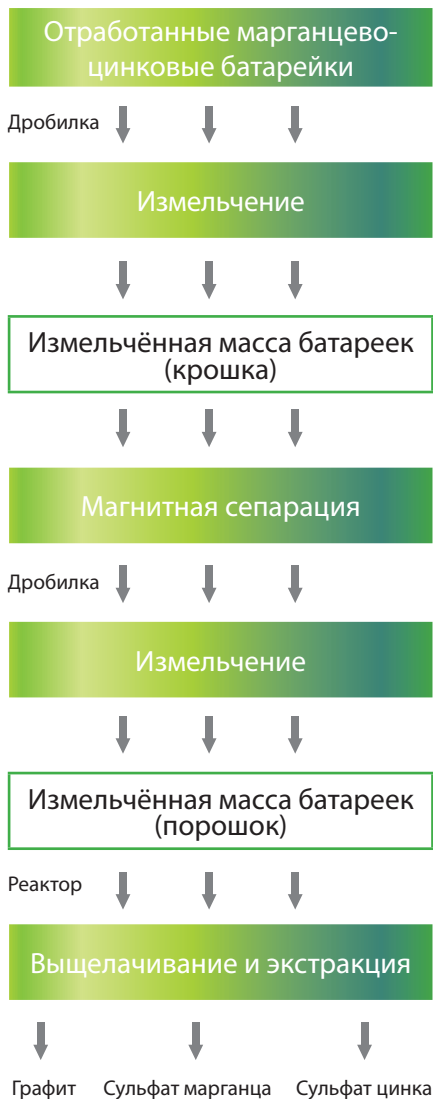 Отработанные марганцево-
цинковые батарейки
Дробилка
Измельчение
Измельчённая масса батареек
(крошка)
Магнитная сепарация
Дробилка
Измельчение
Измельчённая масса батареек
(порошок)
Реактор
Выщелачивание и экстракция
Графит Сульфат марганца Сульфат цинка